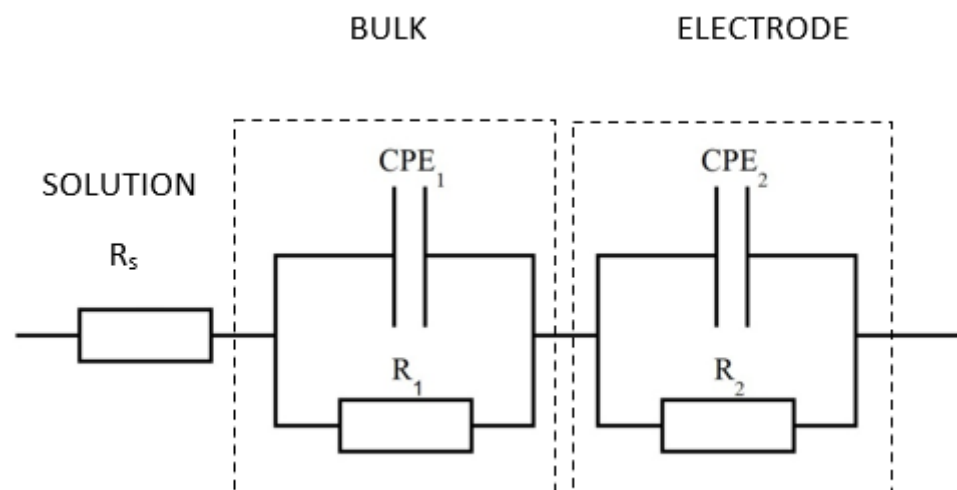 BULK
ELECTRODE
SOLUTION
Rs
CPE1
R1
CPE2
R2